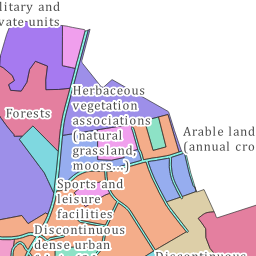 litary and
vate units
Herbaceous
vegetation
associations
(natural
grassland,
moors...)
Forests
Arable land
(annual cro
Sports and
leisure
facilities
Discontinuous
dense urban
Discontinuous